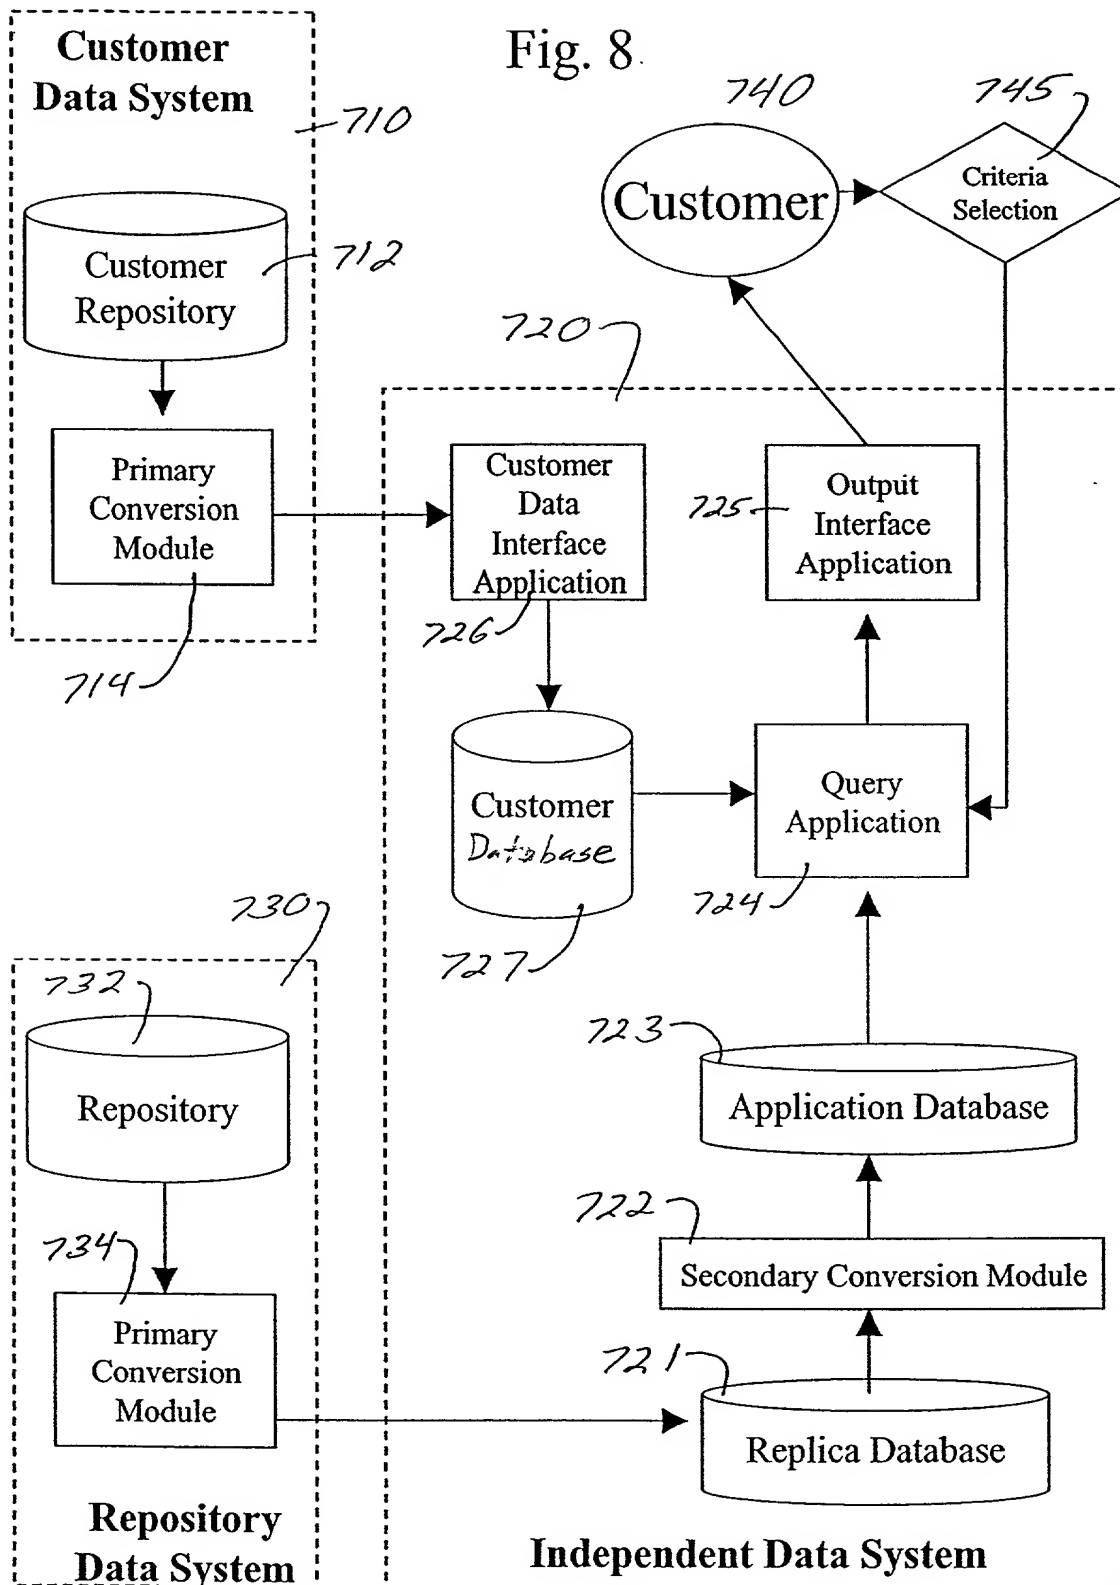 Fig. 8
Customer
Data System
710
Customer
Repository
712
Primary
Conversion
Module
714
740
Customer
745
Criteria
Selection
720
Customer
Data
Interface
Application
726
725
Output
Interface
Application
Customer
Database
727
Query
Application
724
730
732
Repository
734
Primary
Conversion
Module
Repository
Data System
723
Application Database
722
Secondary Conversion Module
721
Replica Database
Independent Data System